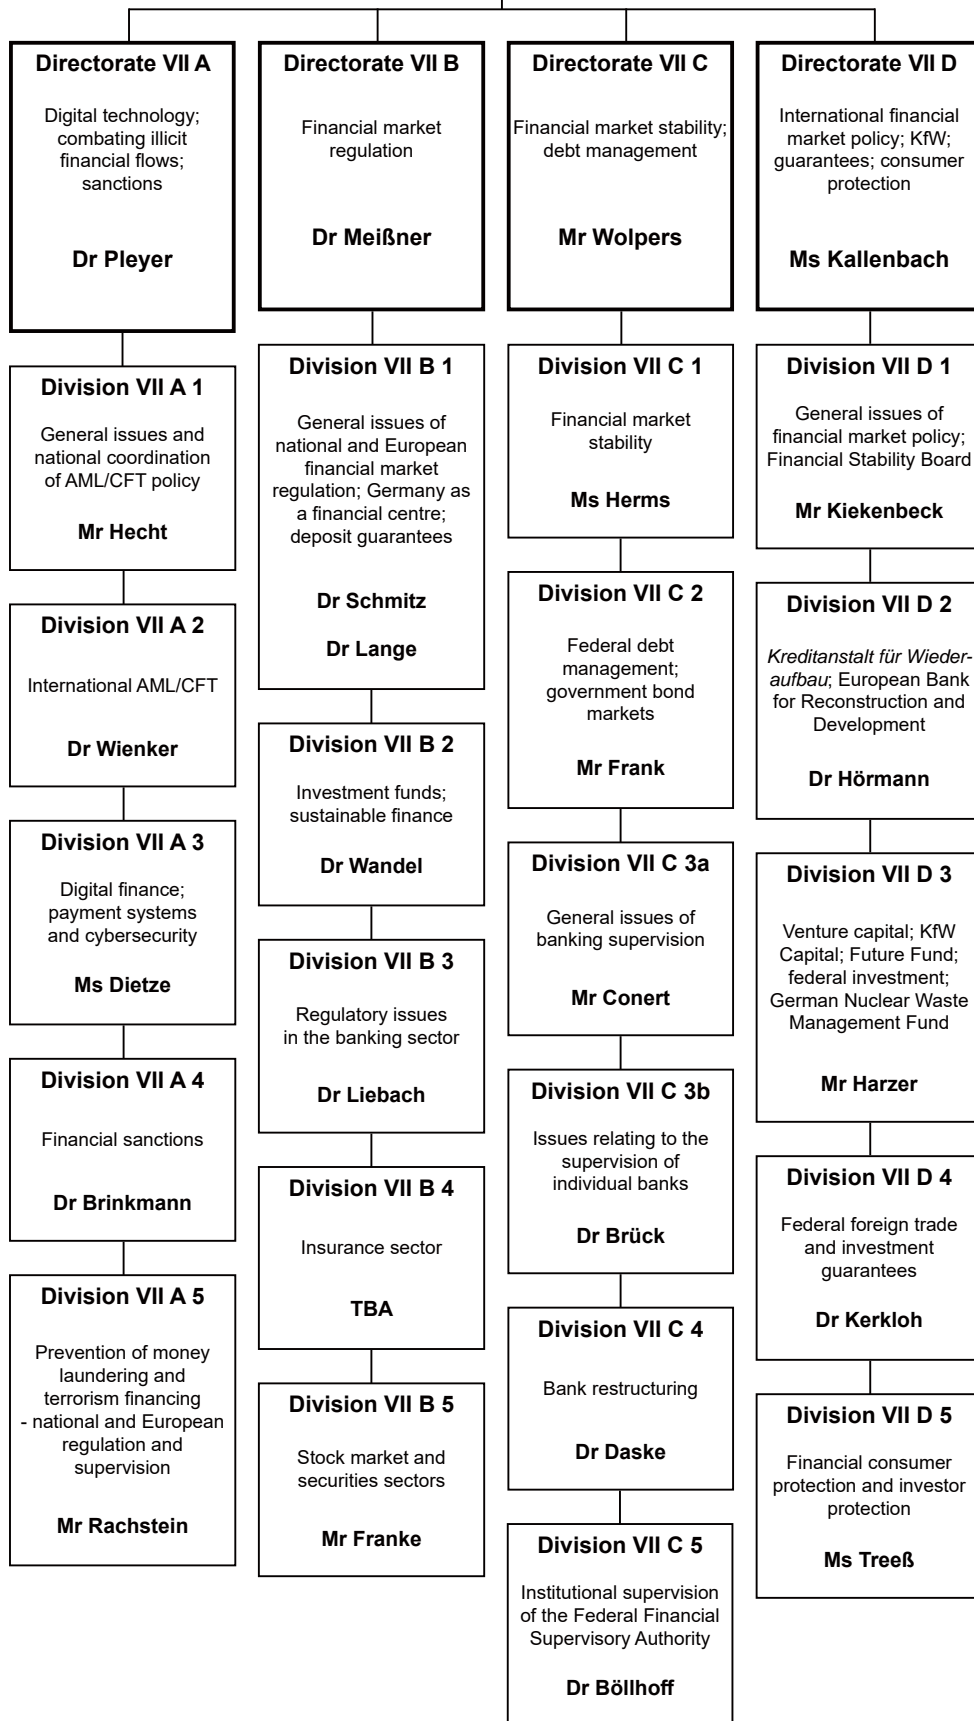 Directorate VII A
Digital technology;
combating illicit
financial flows;
sanctions
Dr Pleyer
Division VII A 1
General issues and
national coordination
of AML/CFT policy
Mr Hecht
Division VII A 2
International AML/CFT
Dr Wienker
Division VII A 3
Digital finance;
payment systems
and cybersecurity
Ms Dietze
Division VII A 4
Financial sanctions
Dr Brinkmann
Division VII A 5
Prevention of money
laundering and
terrorism financing
- national and European
regulation and
supervision
Mr Rachstein
Directorate VII B
Financial market
regulation
Dr Meißner
Division VII B 1
General issues of
national and European
financial market
regulation; Germany as
a financial centre;
deposit guarantees
Dr Schmitz
Dr Lange
Division VII B 2
Investment funds;
sustainable finance
Dr Wandel
Division VII B 3
Regulatory issues
in the banking sector
Dr Liebach
Division VII B 4
Insurance sector
TBA
Division VII B 5
Stock market and
securities sectors
Mr Franke
Directorate VII C
Financial market stability;
debt management
Mr Wolpers
Division VII C 1
Financial market
stability
Ms Herms
Division VII C 2
Federal debt
management;
government bond
markets
Mr Frank
Division VII C 3a
General issues of
banking supervision
Mr Conert
Division VII C 3b
Issues relating to the
supervision of
individual banks
Dr Brück
Division VII C 4
Bank restructuring
Dr Daske
Division VII C 5
Institutional supervision
of the Federal Financial
Supervisory Authority
Dr Böllhoff
Directorate VII D
International financial
market policy; KfW;
guarantees; consumer
protection
Ms Kallenbach
Division VII D 1
General issues of
financial market policy;
Financial Stability Board
Mr Kiekenbeck
Division VII D 2
Kreditanstalt für Wieder-
aufbau; European Bank
for Reconstruction and
Development
Dr Hörmann
Division VII D 3
Venture capital; KfW
Capital; Future Fund;
federal investment;
German Nuclear Waste
Management Fund
Mr Harzer
Division VII D 4
Federal foreign trade
and investment
guarantees
Dr Kerkloh
Division VII D 5
Financial consumer
protection and investor
protection
Ms Treeß